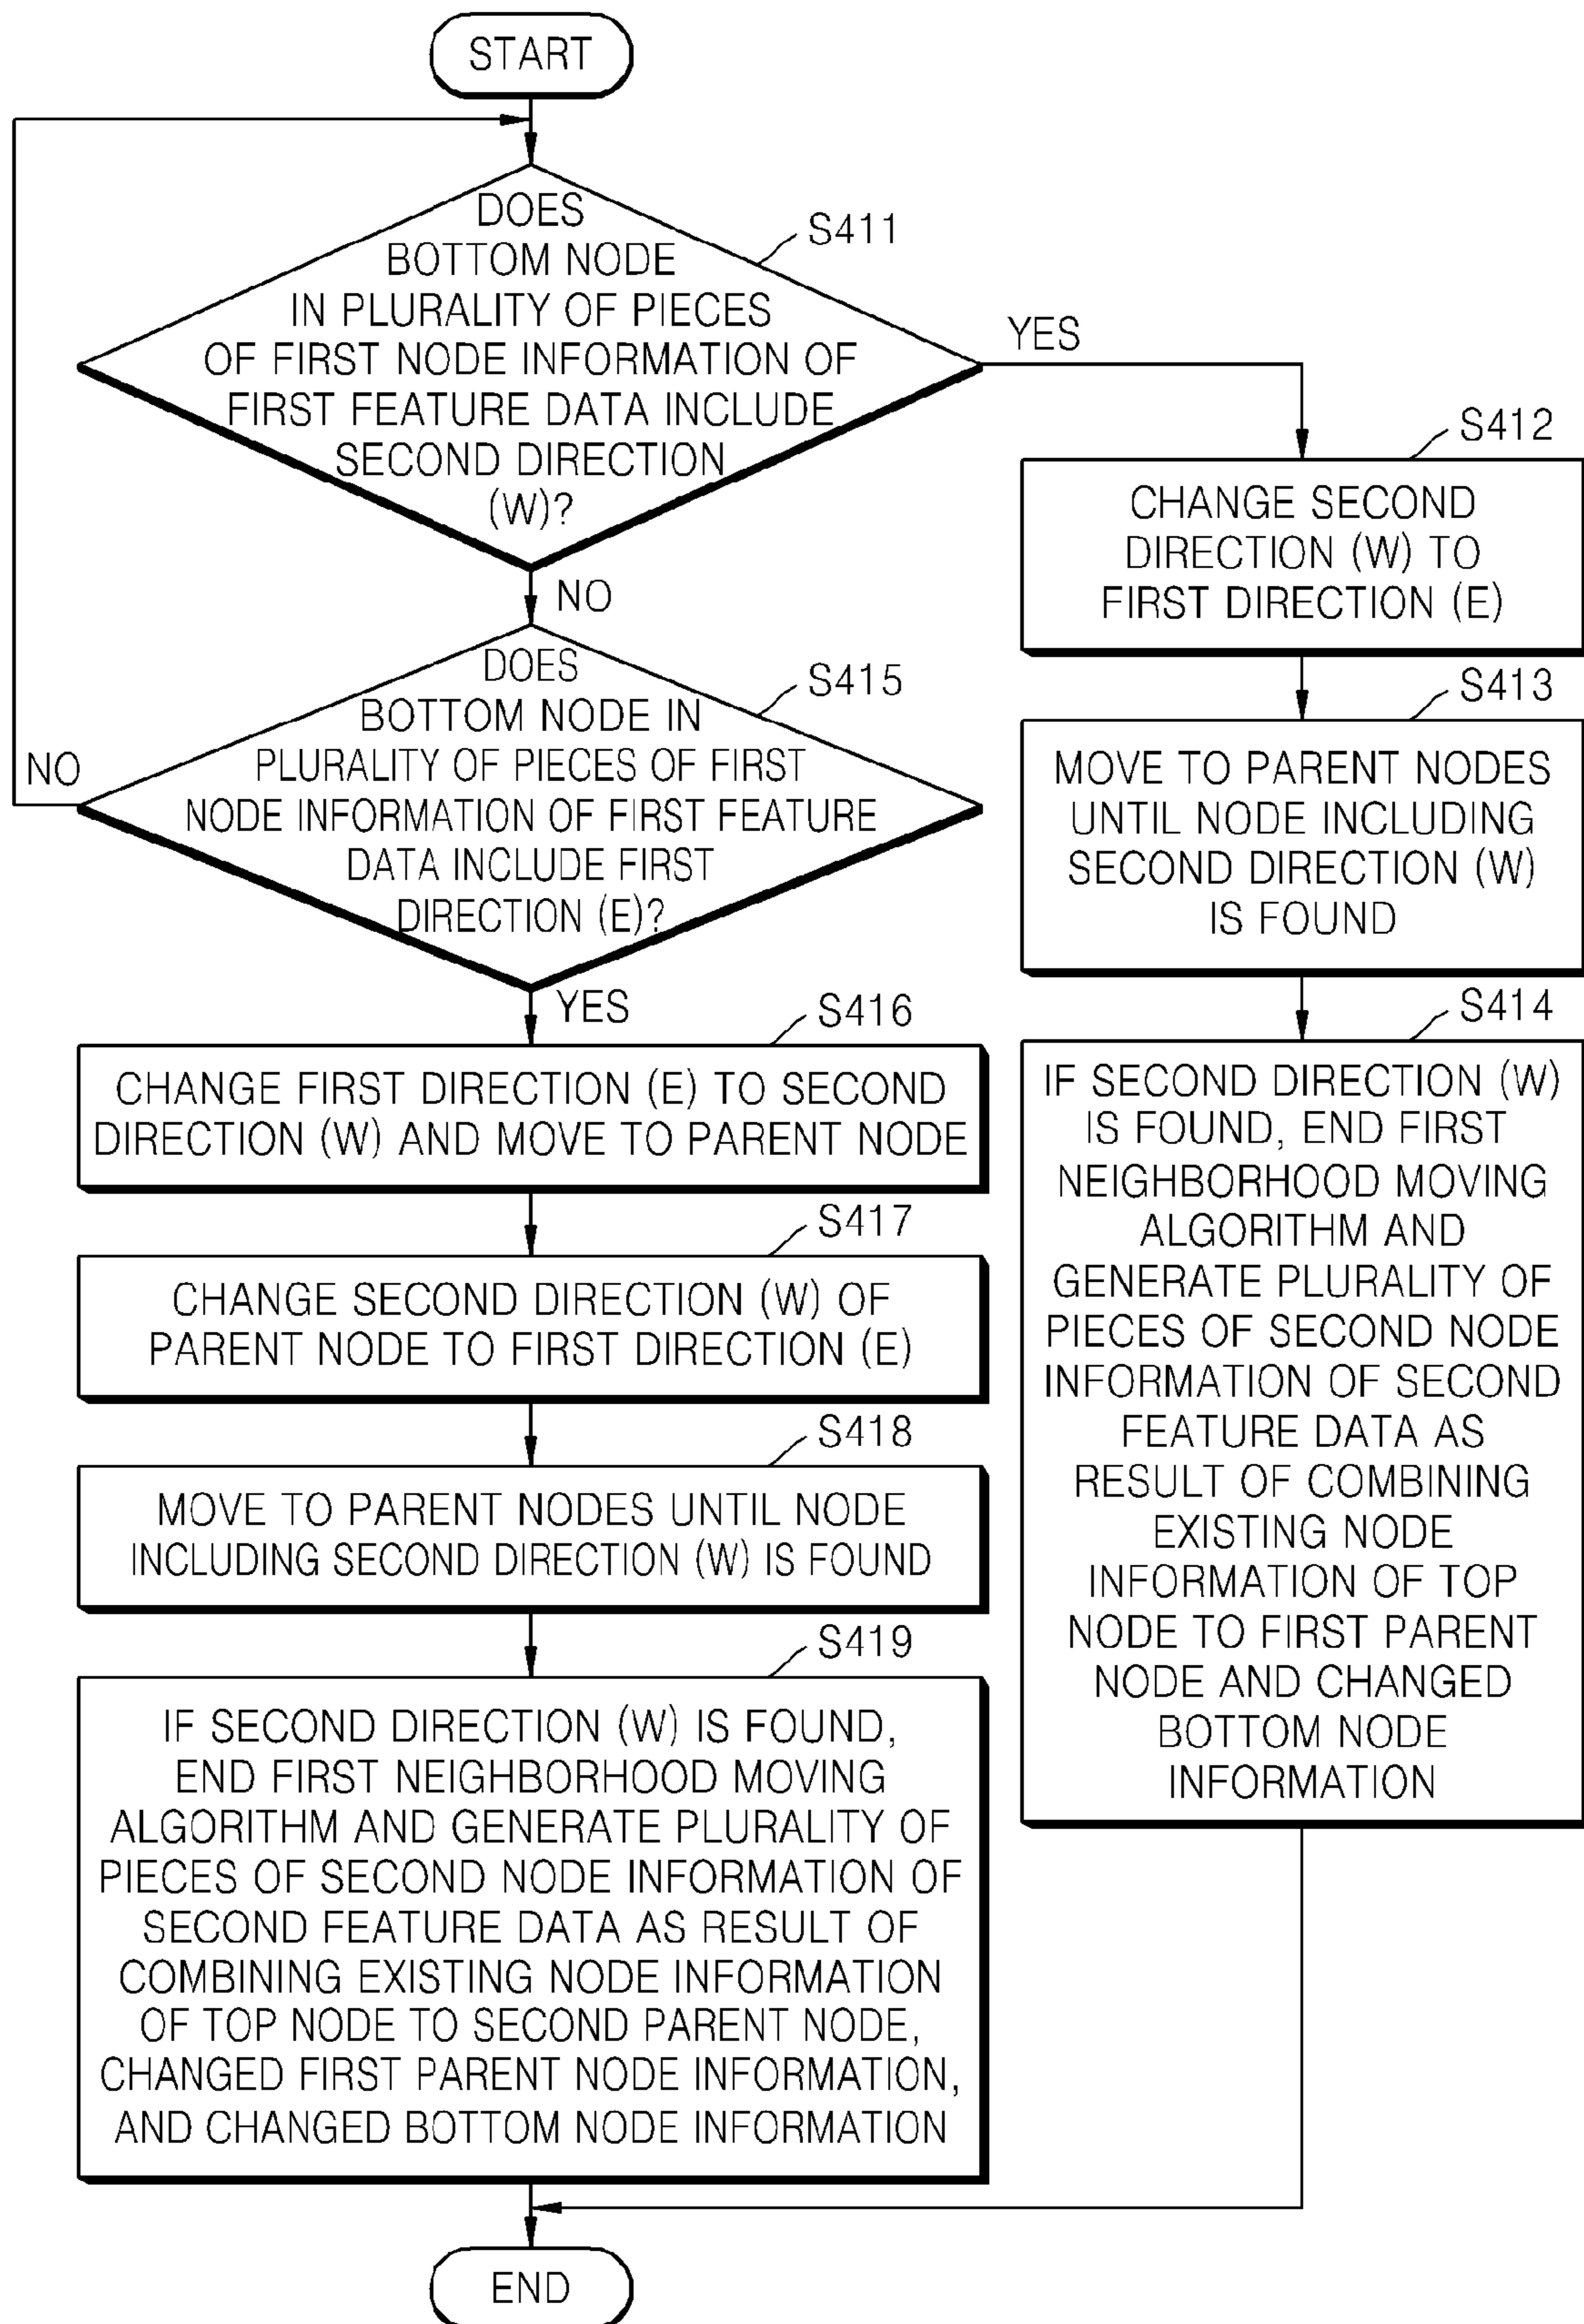 START
DOES
BOTTOM NODE
IN PLURALITY OF PIECES
OF FIRST NODE INFORMATION OF
FIRST FEATURE DATA INCLUDE
SECOND DIRECTION
(W)?
S411
YES
NO
S412
CHANGE SECOND
DIRECTION (W) TO
FIRST DIRECTION (E)
S413
MOVE TO PARENT NODES
UNTIL NODE INCLUDING
SECOND DIRECTION (W)
IS FOUND
S414
IF SECOND DIRECTION (W)
IS FOUND, END FIRST
NEIGHBORHOOD MOVING
ALGORITHM AND
GENERATE PLURALITY OF
PIECES OF SECOND NODE
INFORMATION OF SECOND
FEATURE DATA AS
RESULT OF COMBINING
EXISTING NODE
INFORMATION OF TOP
NODE TO FIRST PARENT
NODE AND CHANGED
BOTTOM NODE
INFORMATION
DOES
BOTTOM NODE IN
PLURALITY OF PIECES OF FIRST
NODE INFORMATION OF FIRST FEATURE
DATA INCLUDE FIRST
DIRECTION (E)?
S415
NO
YES
S416
CHANGE FIRST DIRECTION (E) TO SECOND
DIRECTION (W) AND MOVE TO PARENT NODE
S417
CHANGE SECOND DIRECTION (W) OF
PARENT NODE TO FIRST DIRECTION (E)
S418
MOVE TO PARENT NODES UNTIL NODE
INCLUDING SECOND DIRECTION (W) IS FOUND
S419
IF SECOND DIRECTION (W) IS FOUND,
END FIRST NEIGHBORHOOD MOVING
ALGORITHM AND GENERATE PLURALITY OF
PIECES OF SECOND NODE INFORMATION OF
SECOND FEATURE DATA AS RESULT OF
COMBINING EXISTING NODE INFORMATION
OF TOP NODE TO SECOND PARENT NODE,
CHANGED FIRST PARENT NODE INFORMATION,
AND CHANGED BOTTOM NODE INFORMATION
END